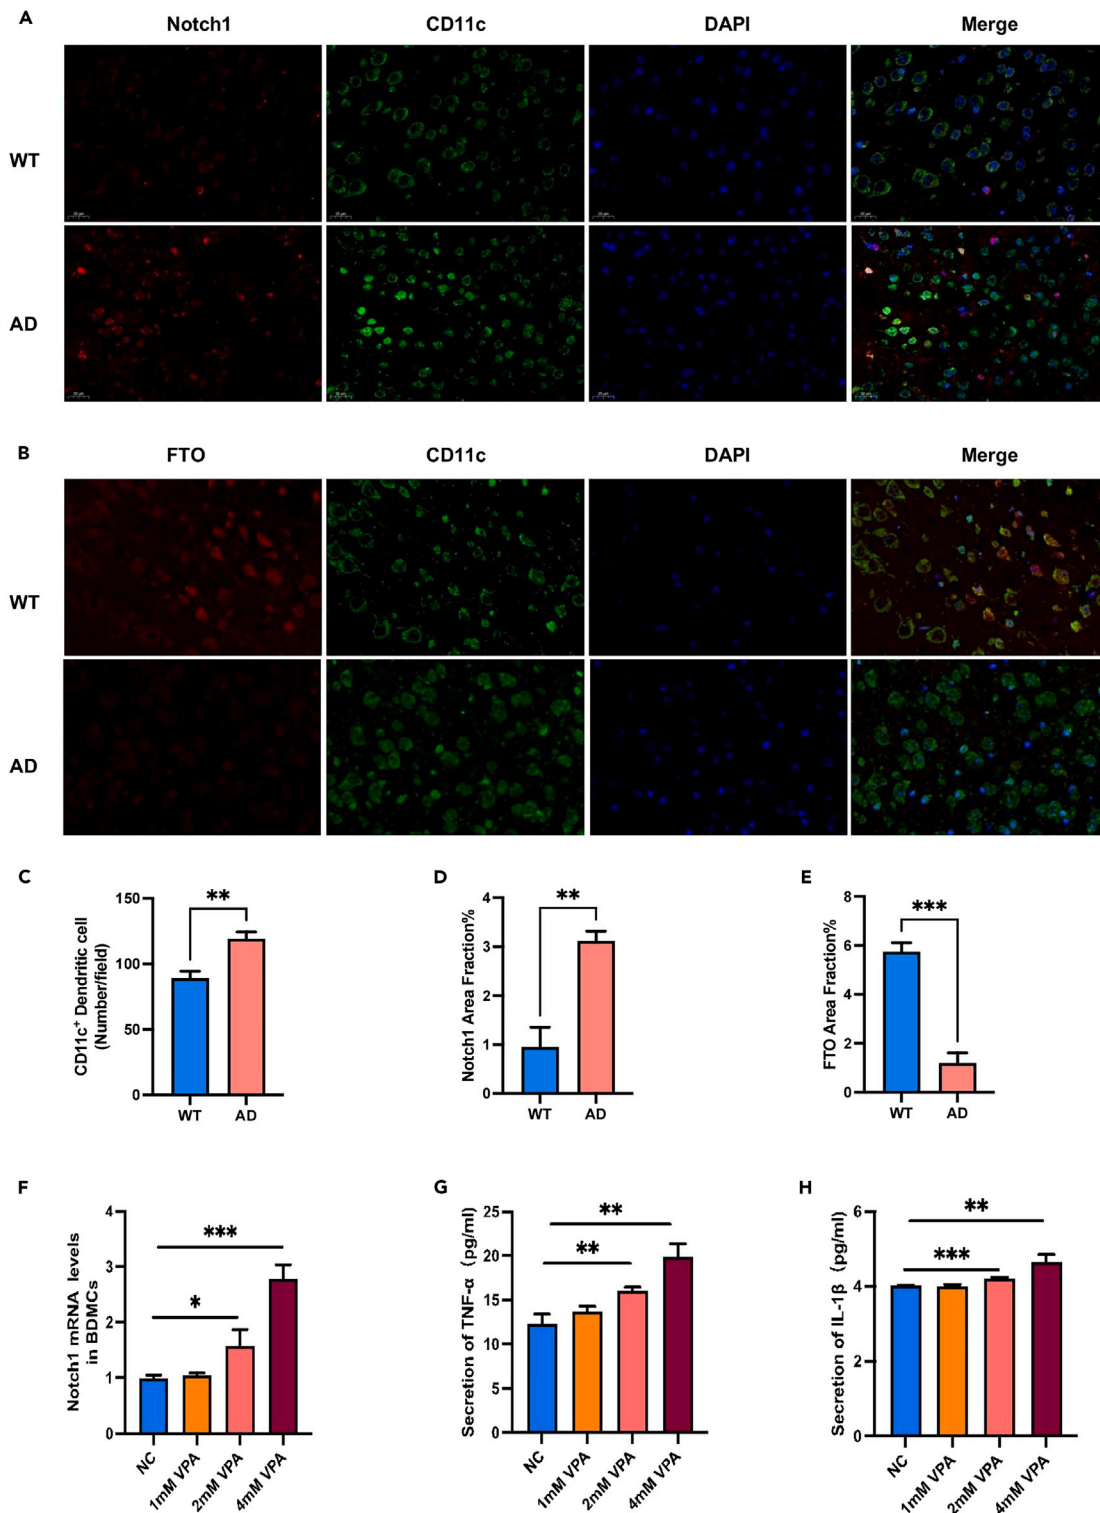 A
Notch1 CD11c DAPI Merge
WT
AD
B
FTO CD11c DAPI Merge
WT
AD
C
CD11c+ Dendritic cell
(Number/field)
150
100
50
0
**
WT AD
D
Notch1 Area Fraction%
4
3
2
1
0
**
WT AD
E
FTO Area Fraction%
8
6
4
2
0
***
WT AD
F
Notch1 mRNA levels
in BDMCs
4
3
2
1
0
***
*
NC 1mM VPA 2mM VPA 4mM VPA
G
Secretion of TNF-α (pg/ml)
25
20
15
10
5
0
**
**
NC 1mM VPA 2mM VPA 4mM VPA
H
Secretion of IL-1β (pg/ml)
6
4
2
0
**
***
NC 1mM VPA 2mM VPA 4mM VPA